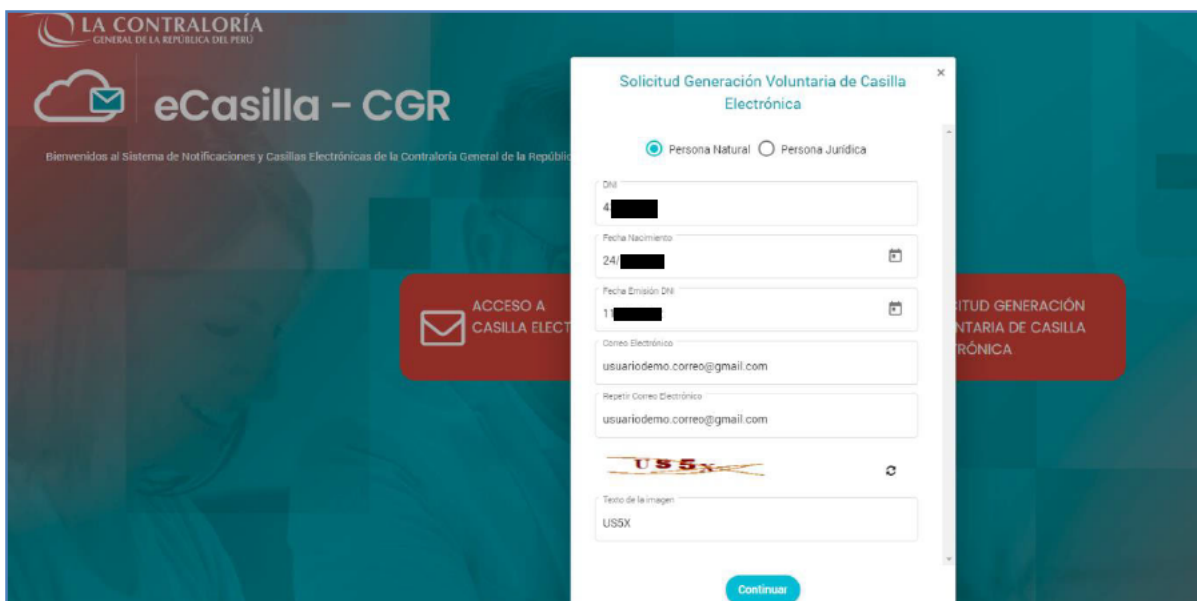 LA CONTRALORÍA
GENERAL DE LA REPÚBLICA DEL PERÚ
eCasilla - CGR
Bienvenidos al Sistema de Notificaciones y Casillas Electrónicas de la Contraloría General de la Repúblic
ACCESO A
CASILLA ELECT
CITUD GENERACIÓN
NTARIA DE CASILLA
TRÓNICA
×
Solicitud Generación Voluntaria de Casilla
Electrónica
Persona Natural Persona Jurídica
DNI
4
Fecha Nacimiento
24/
Fecha Emisión DNI
11
Correo Electrónico
usuariodemo.correo@gmail.com
Repetir Correo Electrónico
usuariodemo.correo@gmail.com
US5X
Texto de la imagen
US5X
Continuar